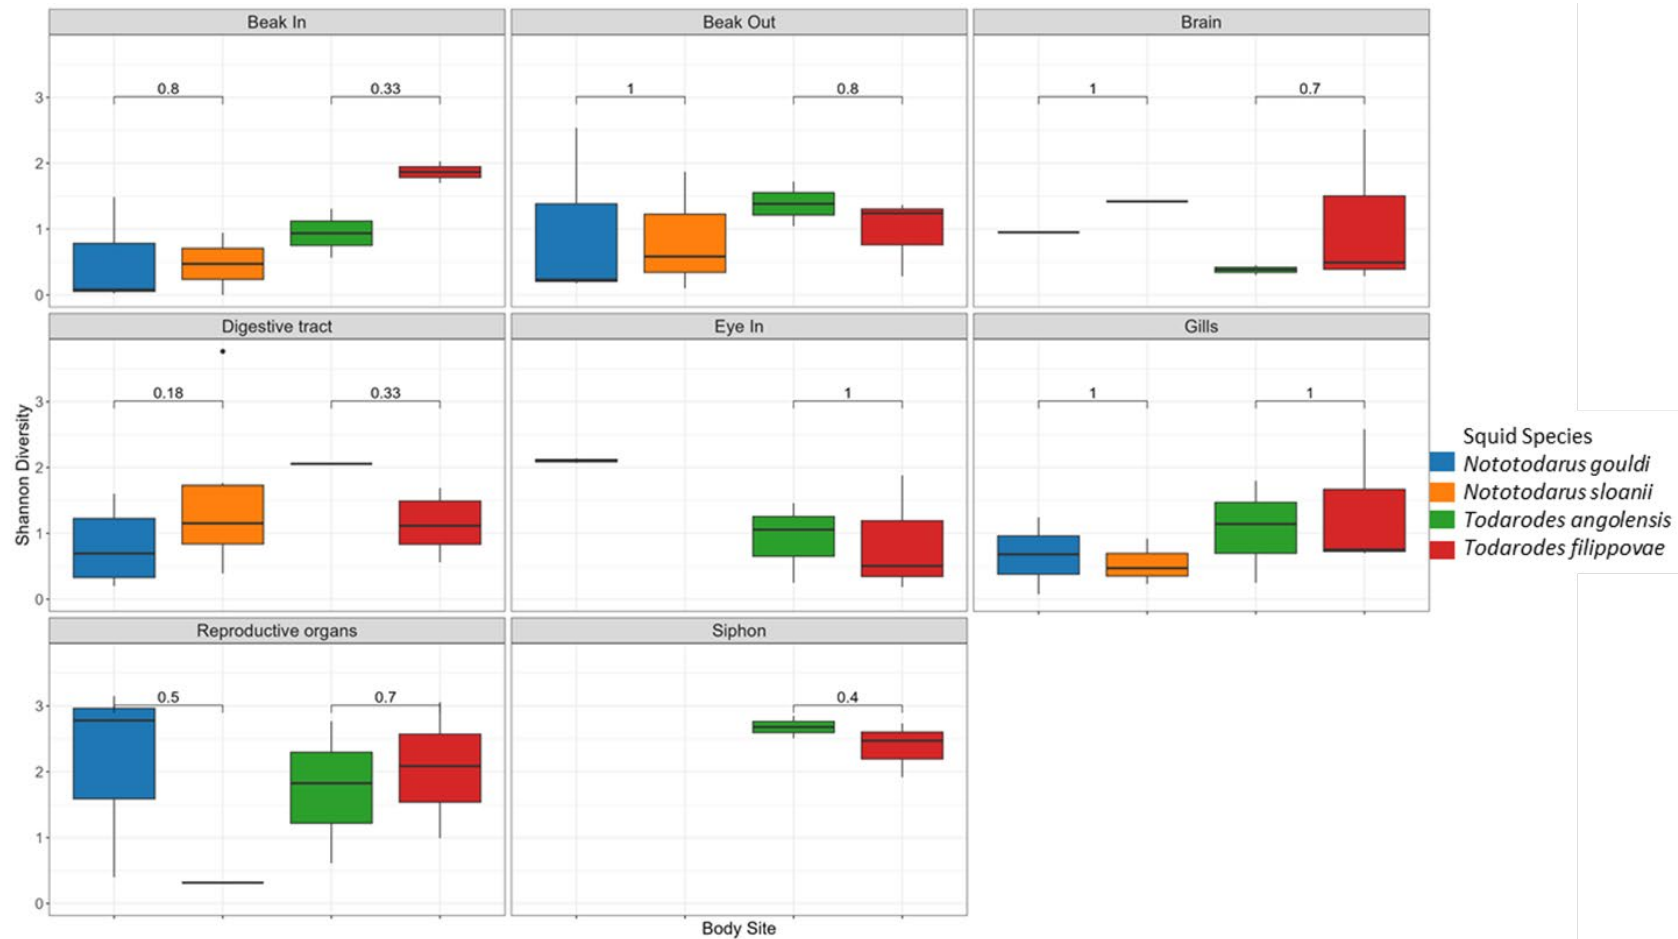 Beak In
Beak Out
Brain
0.8
0.33
1
0.8
1
0.7
3
2
1
0
Digestive tract
Eye In
Gills
0.18
0.33
1
1
1
3
2
1
0
Shannon Diversity
Squid Species
Nototodarus gouldi
Nototodarus sloanii
Todarodes angolensis
Todarodes filippovae
Reproductive organs
Siphon
0.5
0.7
0.4
3
2
1
0
Body Site